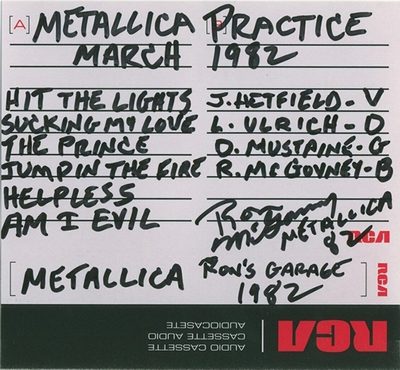 [A] METALLICA [B] PRACTICE
MARCH 1982
HIT THE LIGHTS J. HETFIELD - V
SUCKING MY LOVE L. ULRICH - D
THE PRINCE D. MUSTAINE - G
JUMP IN THE FIRE R. McGOVNEY - B
HELPLESS
AM I EVIL
METALLICA
82
RCA
[METALLICA RON'S GARAGE]
1982
RCA
RCA
AUDIO CASSETTE
CASSETTE AUDIO
AUDIOCASETE